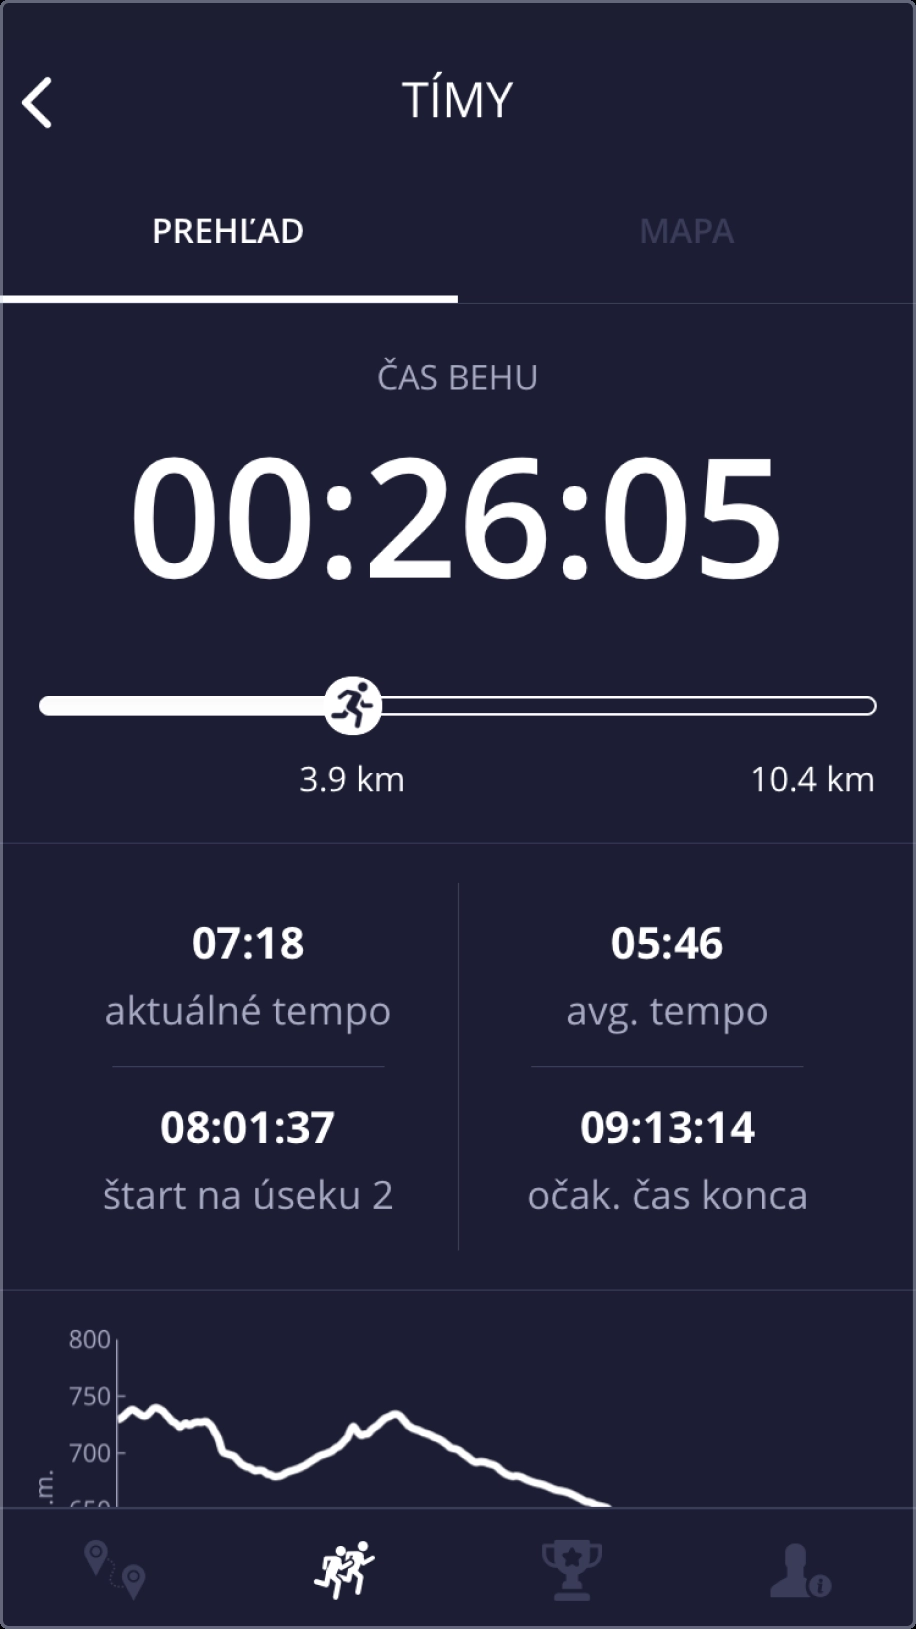 TÍMY
PREHĽAD
MAPA
ČAS BEHU
00:26:05
3.9 km
10.4 km
07:18
aktuálné tempo
05:46
avg. tempo
08:01:37
štart na úseku 2
09:13:14
očak. čas konca
800
750
700
650
.m.